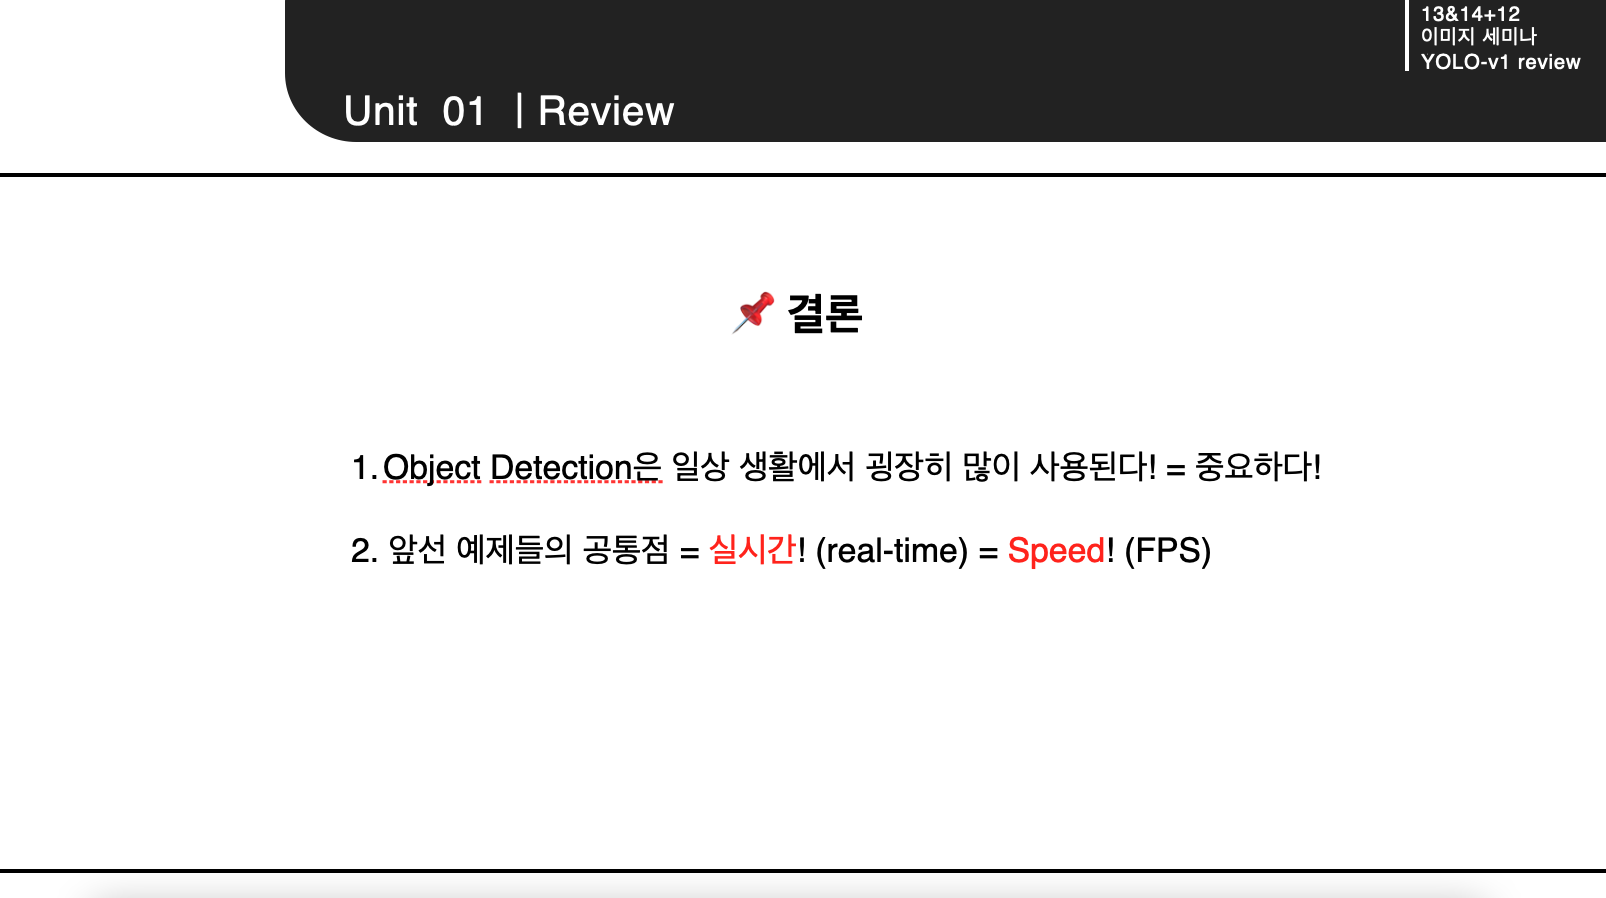 13&14+12
이미지 세미나
YOLO-v1 review
Unit 01 | Review
📌 결론
1. Object Detection은 일상 생활에서 굉장히 많이 사용된다! = 중요하다!
2. 앞선 예제들의 공통점 = 실시간! (real-time) = Speed! (FPS)